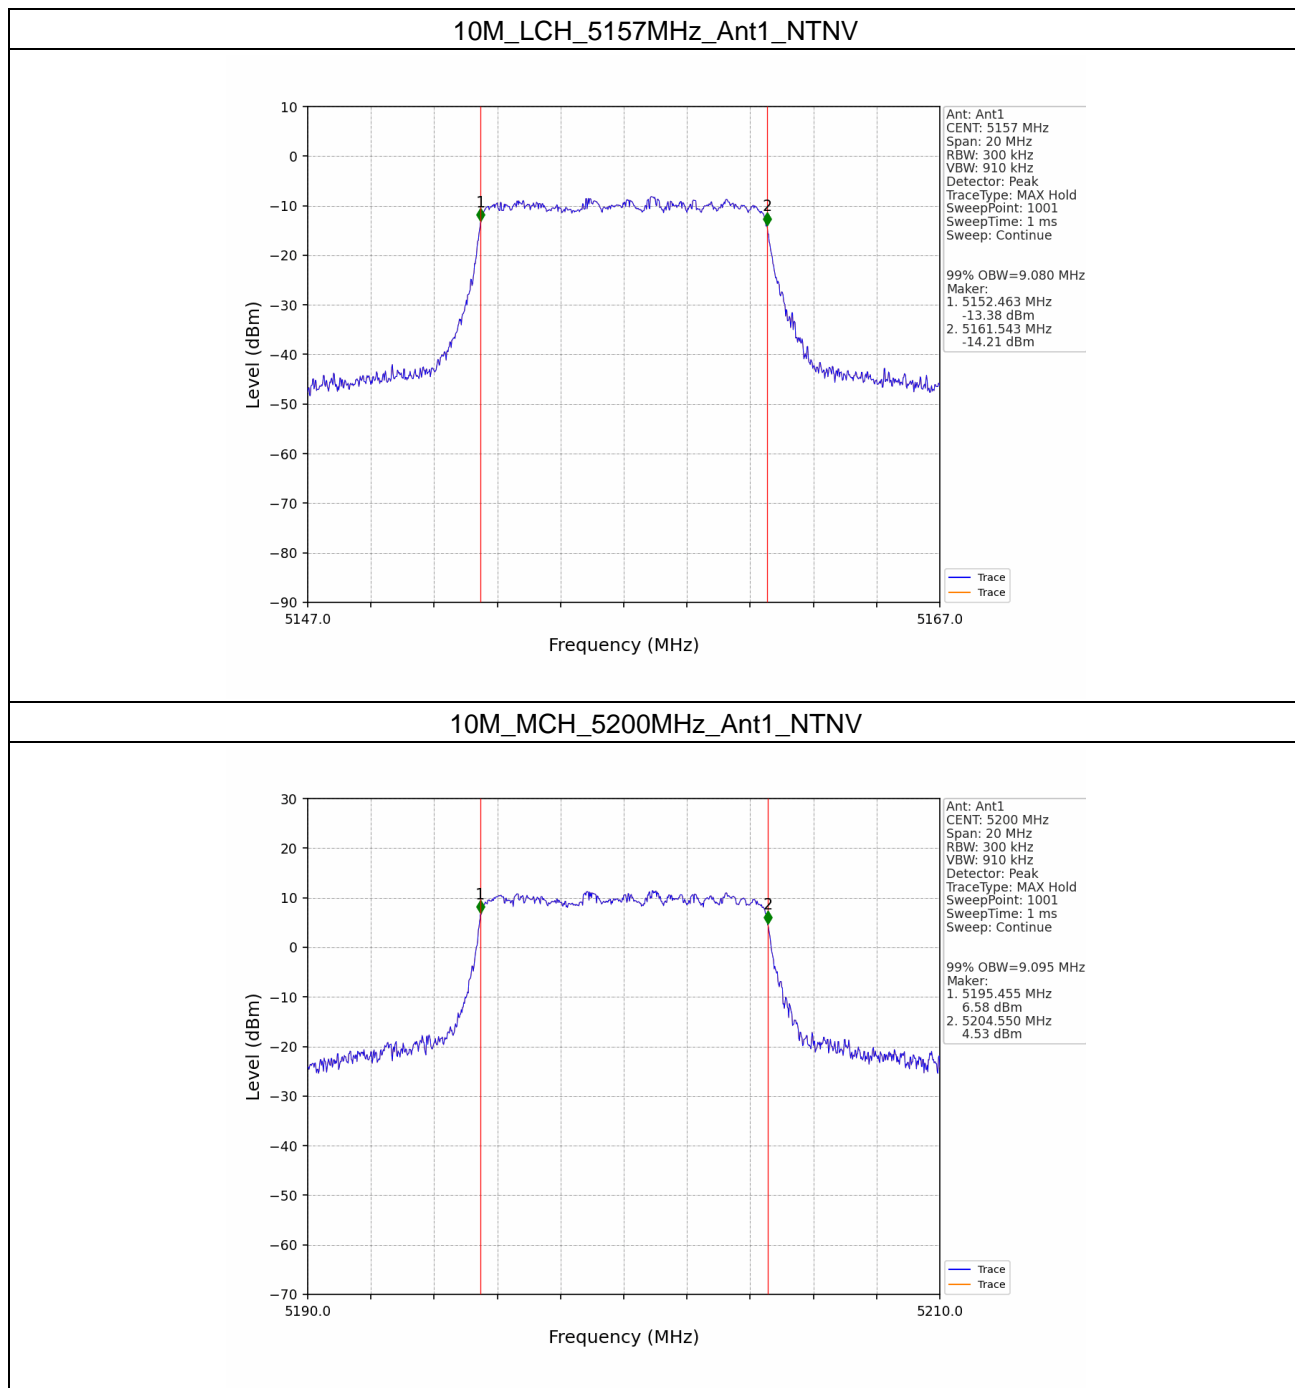 10M_LCH_5157MHz_Ant1_NTNV
10
0
−10
−20
−30
−40
−50
−60
−70
−80
−90
Level (dBm)
1
2
5147.0
5167.0
Frequency (MHz)
Ant: Ant1
CENT: 5157 MHz
Span: 20 MHz
RBW: 300 kHz
VBW: 910 kHz
Detector: Peak
TraceType: MAX Hold
SweepPoint: 1001
SweepTime: 1 ms
Sweep: Continue
99% OBW=9.080 MHz
Maker:
1. 5152.463 MHz
-13.38 dBm
2. 5161.543 MHz
-14.21 dBm
Trace
Trace
10M_MCH_5200MHz_Ant1_NTNV
30
20
10
0
−10
−20
−30
−40
−50
−60
−70
Level (dBm)
1
2
5190.0
5210.0
Frequency (MHz)
Ant: Ant1
CENT: 5200 MHz
Span: 20 MHz
RBW: 300 kHz
VBW: 910 kHz
Detector: Peak
TraceType: MAX Hold
SweepPoint: 1001
SweepTime: 1 ms
Sweep: Continue
99% OBW=9.095 MHz
Maker:
1. 5195.455 MHz
6.58 dBm
2. 5204.550 MHz
4.53 dBm
Trace
Trace